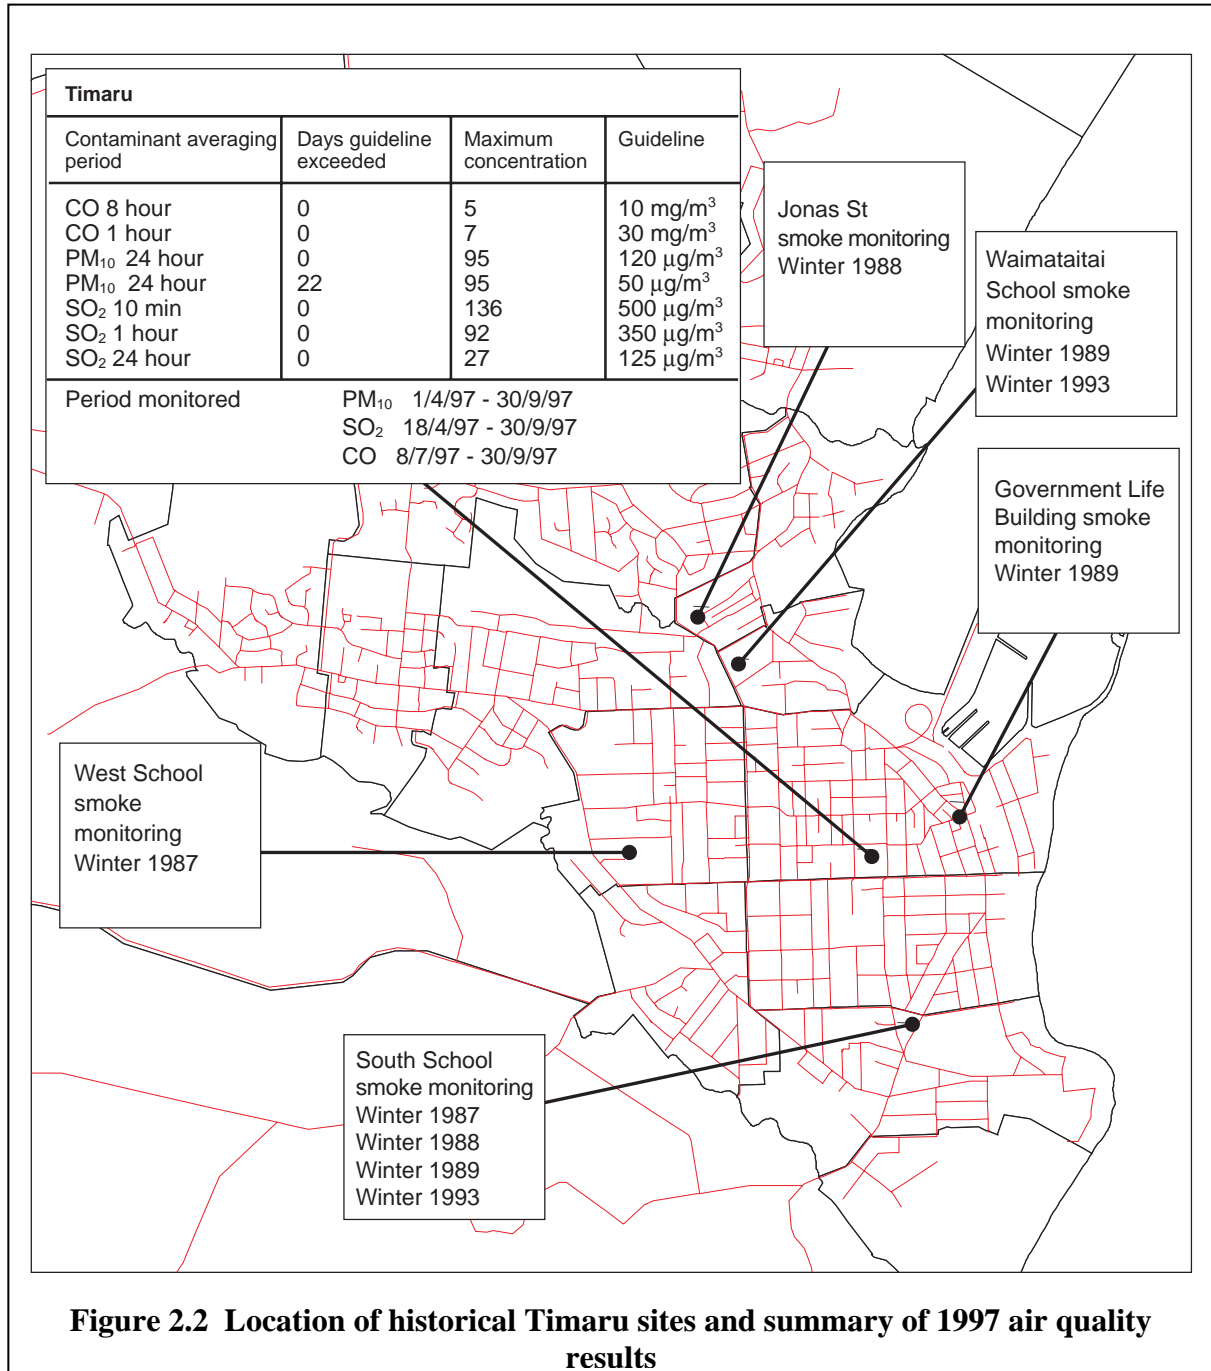 Timaru
Contaminant averaging period Days guideline exceeded Maximum concentration Guideline
CO 8 hour 0 5 10 mg/m³
CO 1 hour 0 7 30 mg/m³
PM₁₀ 24 hour 0 95 120 µg/m³
PM₁₀ 24 hour 22 95 50 µg/m³
SO₂ 10 min 0 136 500 µg/m³
SO₂ 1 hour 0 92 350 µg/m³
SO₂ 24 hour 0 27 125 µg/m³
Period monitored PM₁₀ 1/4/97 - 30/9/97
SO₂ 18/4/97 - 30/9/97
CO 8/7/97 - 30/9/97
Jonas St
smoke monitoring
Winter 1988
Waimataitai
School smoke
monitoring
Winter 1989
Winter 1993
Government Life
Building smoke
monitoring
Winter 1989
West School
smoke
monitoring
Winter 1987
South School
smoke monitoring
Winter 1987
Winter 1988
Winter 1989
Winter 1993
Figure 2.2 Location of historical Timaru sites and summary of 1997 air quality
results